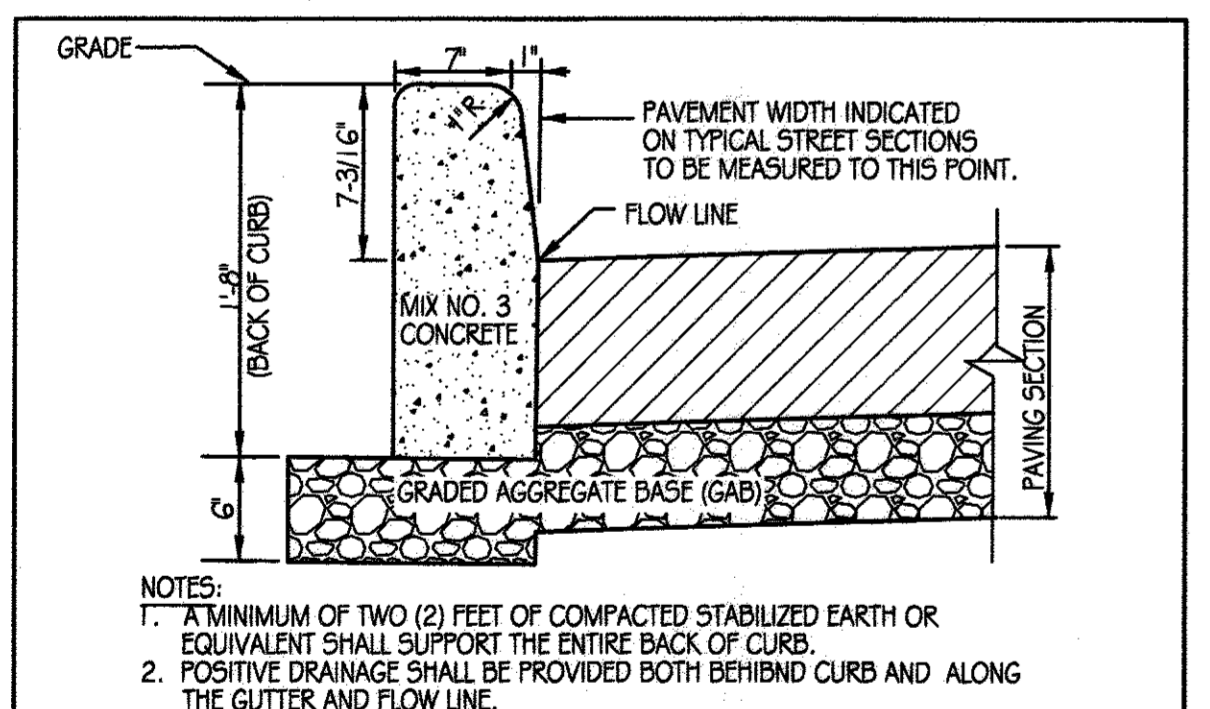 GRADE
7" 1"
1" R.
PAVEMENT WIDTH INDICATED
ON TYPICAL STREET SECTIONS
TO BE MEASURED TO THIS POINT.
7-3/16"
FLOW LINE
1'-8"
(BACK OF CURB)
MIX NO. 3
CONCRETE
PAVING SECTION
GRADED AGGREGATE BASE (GAB)
6"
NOTES:
1. A MINIMUM OF TWO (2) FEET OF COMPACTED STABILIZED EARTH OR
EQUIVALENT SHALL SUPPORT THE ENTIRE BACK OF CURB.
2. POSITIVE DRAINAGE SHALL BE PROVIDED BOTH BEHIBND CURB AND ALONG
THE GUTTER AND FLOW LINE.